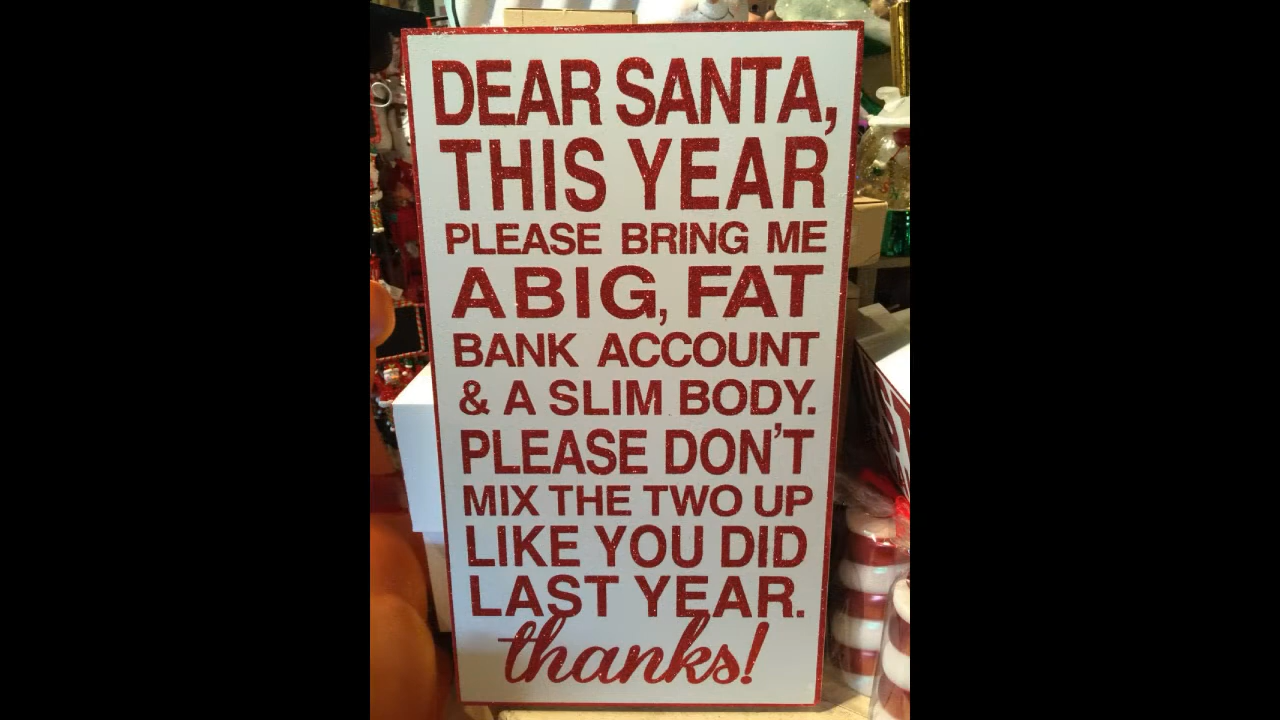 DEAR SANTA,
THIS YEAR
PLEASE BRING ME
A BIG, FAT
BANK ACCOUNT
& A SLIM BODY.
PLEASE DON'T
MIX THE TWO UP
LIKE YOU DID
LAST YEAR.
thanks!